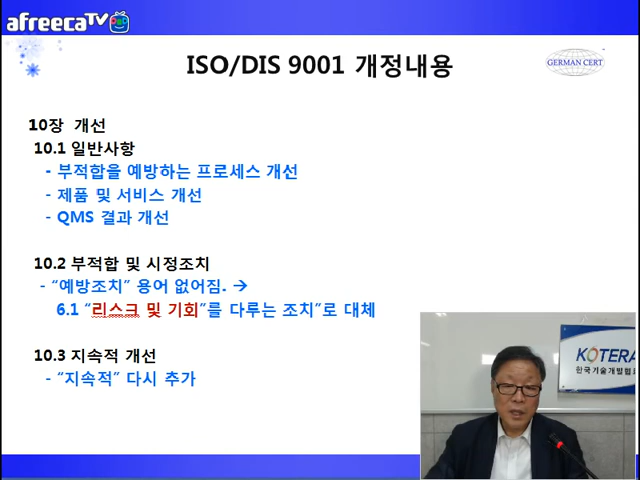 afreecaTV
ISO/DIS 9001 개정내용
GERMAN CERT
10장 개선
10.1 일반사항
- 부적합을 예방하는 프로세스 개선
- 제품 및 서비스 개선
- QMS 결과 개선
10.2 부적합 및 시정조치
- “예방조치” 용어 없어짐. →
6.1 “리스크 및 기회”를 다루는 조치”로 대체
10.3 지속적 개선
- “지속적” 다시 추가
KOTERA
한국기술개발협회